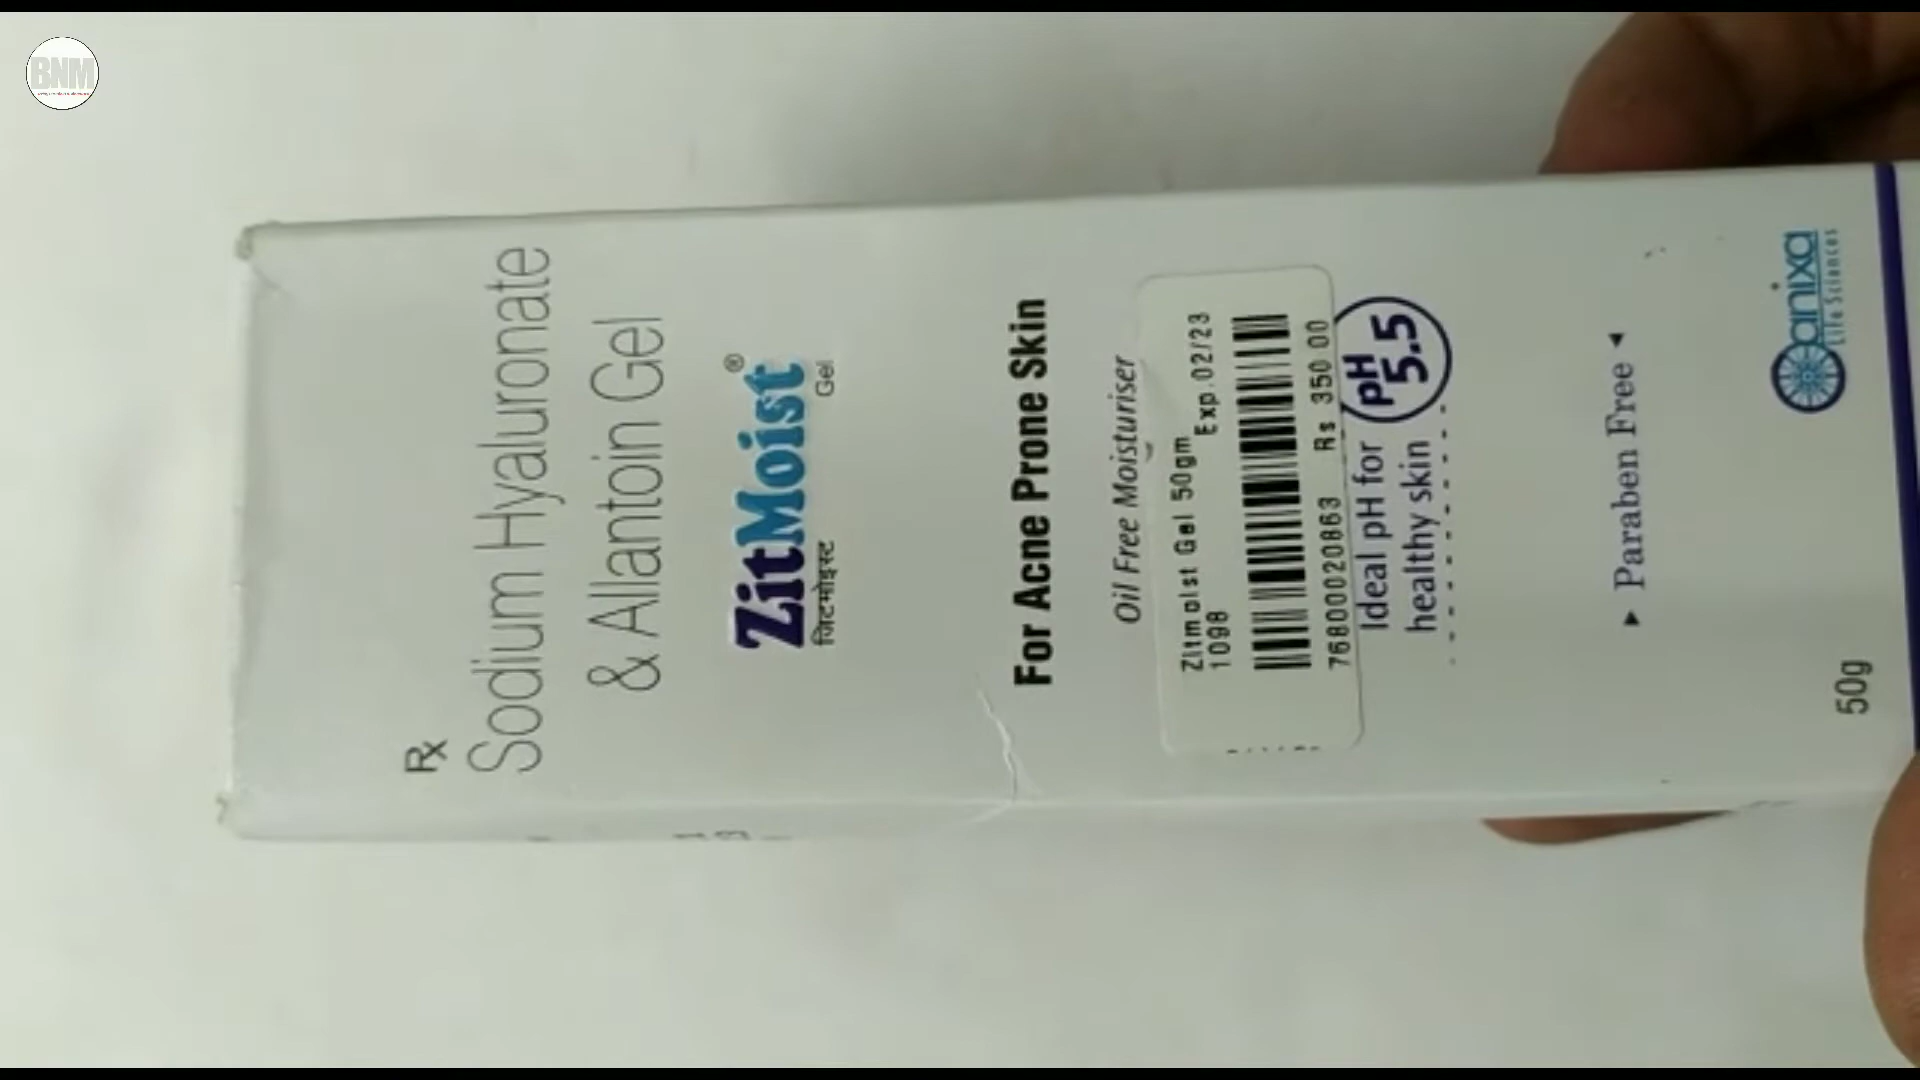 BNM
Rx
Sodium Hyaluronate
& Allantoin Gel
ZitMoist®
जिटमोइस्ट Gel
For Acne Prone Skin
Oil Free Moisturiser
Zitmoist Gel 50gm
1098 Exp.02/23
7680002O863 Rs 350 00
Ideal pH for
healthy skin
pH
5.5
Paraben Free
50g
Oanixa
Life Sciences